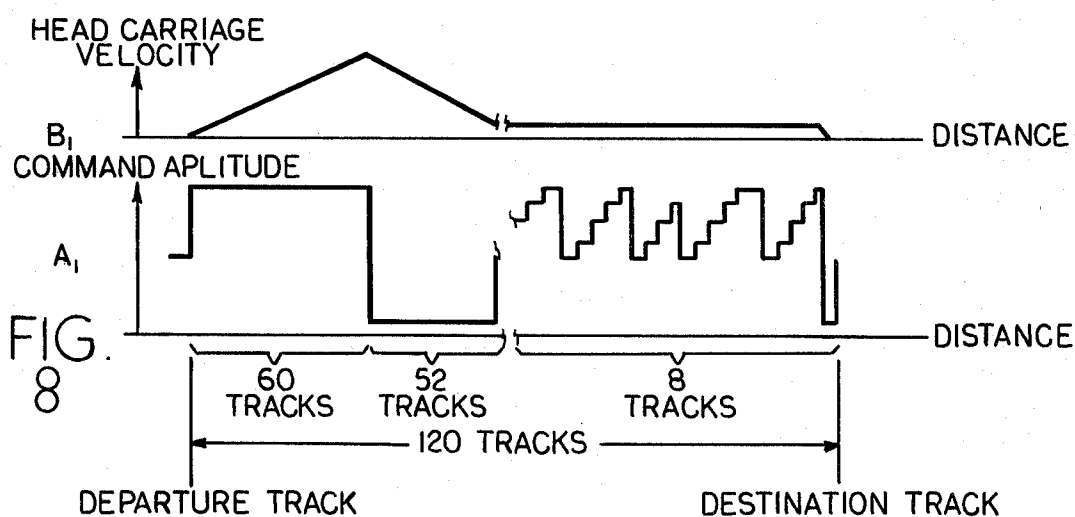 HEAD CARRIAGE
VELOCITY
B₁
DISTANCE
COMMAND APLITUDE
A₁
DISTANCE
FIG.
8
60
TRACKS
52
TRACKS
8
TRACKS
120 TRACKS
DEPARTURE TRACK
DESTINATION TRACK